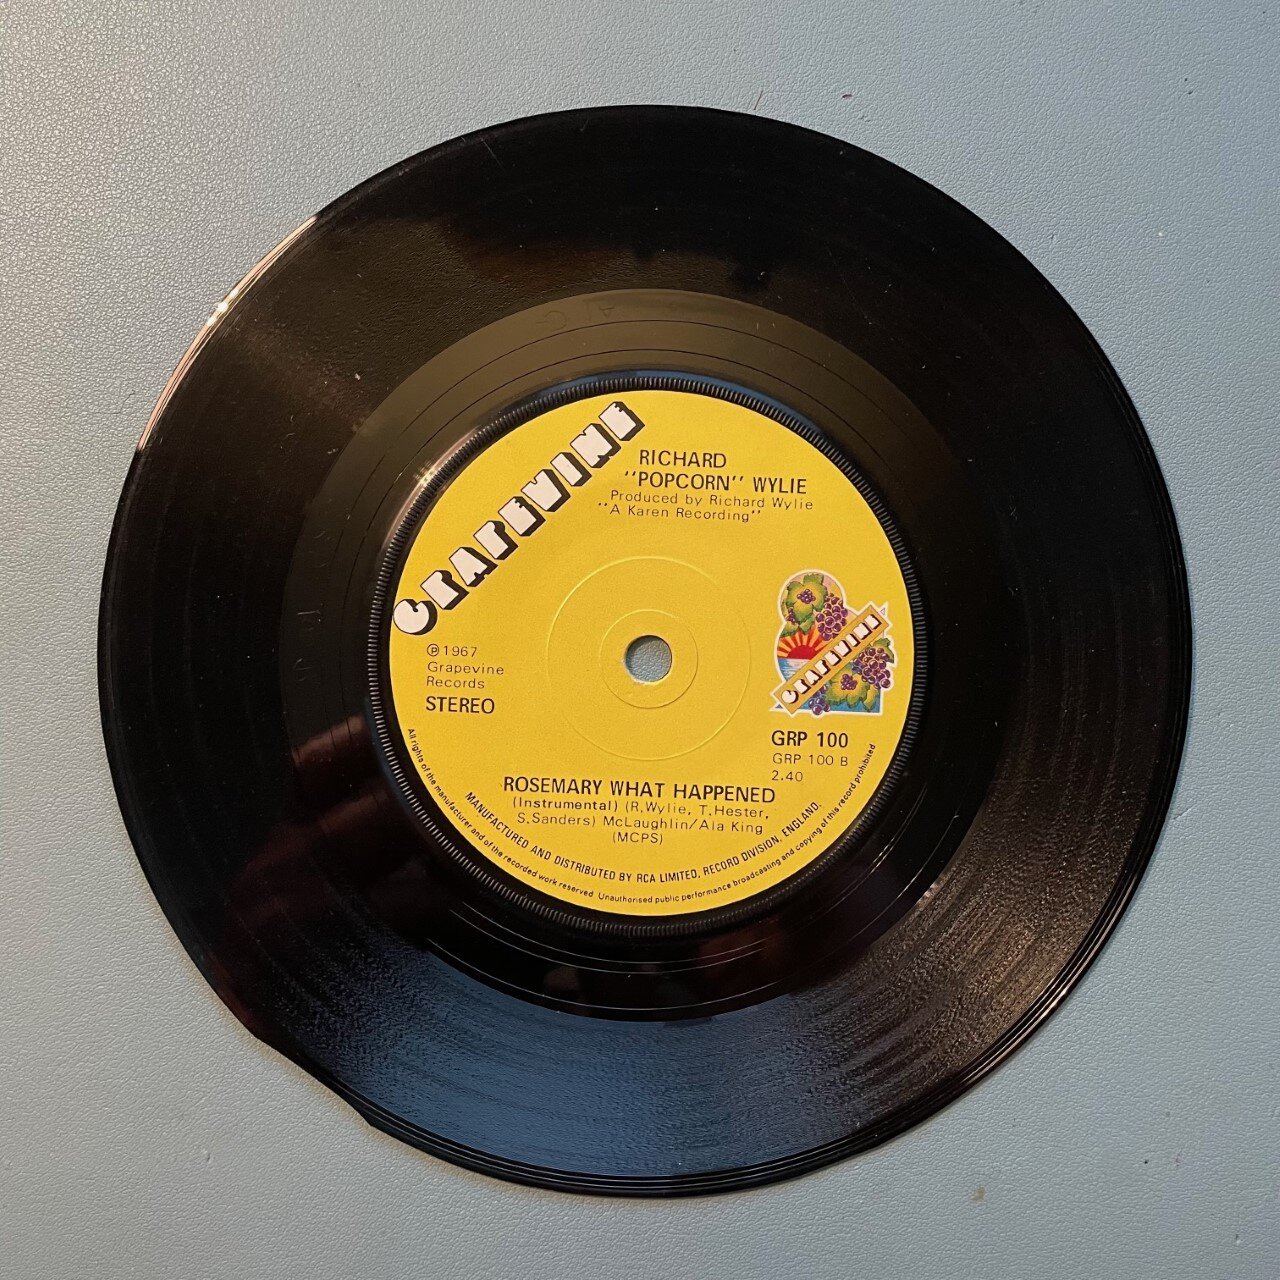 GRAPEVINE
RICHARD
"POPCORN" WYLIE
Produced by Richard Wylie
"A Karen Recording"
GRAPEVINE
℗ 1967
Grapevine
Records
STEREO
GRP 100
GRP 100 B
2.40
ROSEMARY WHAT HAPPENED
(Instrumental) (R,Wylie, T,Hester,
S,Sanders) McLaughlin/Ala King
(MCPS)
MANUFACTURED AND DISTRIBUTED BY RCA LIMITED, RECORD DIVISION, ENGLAND.
All rights of the manufacturer and of the recorded work reserved Unauthorised public performance broadcasting and copying of this record prohibited